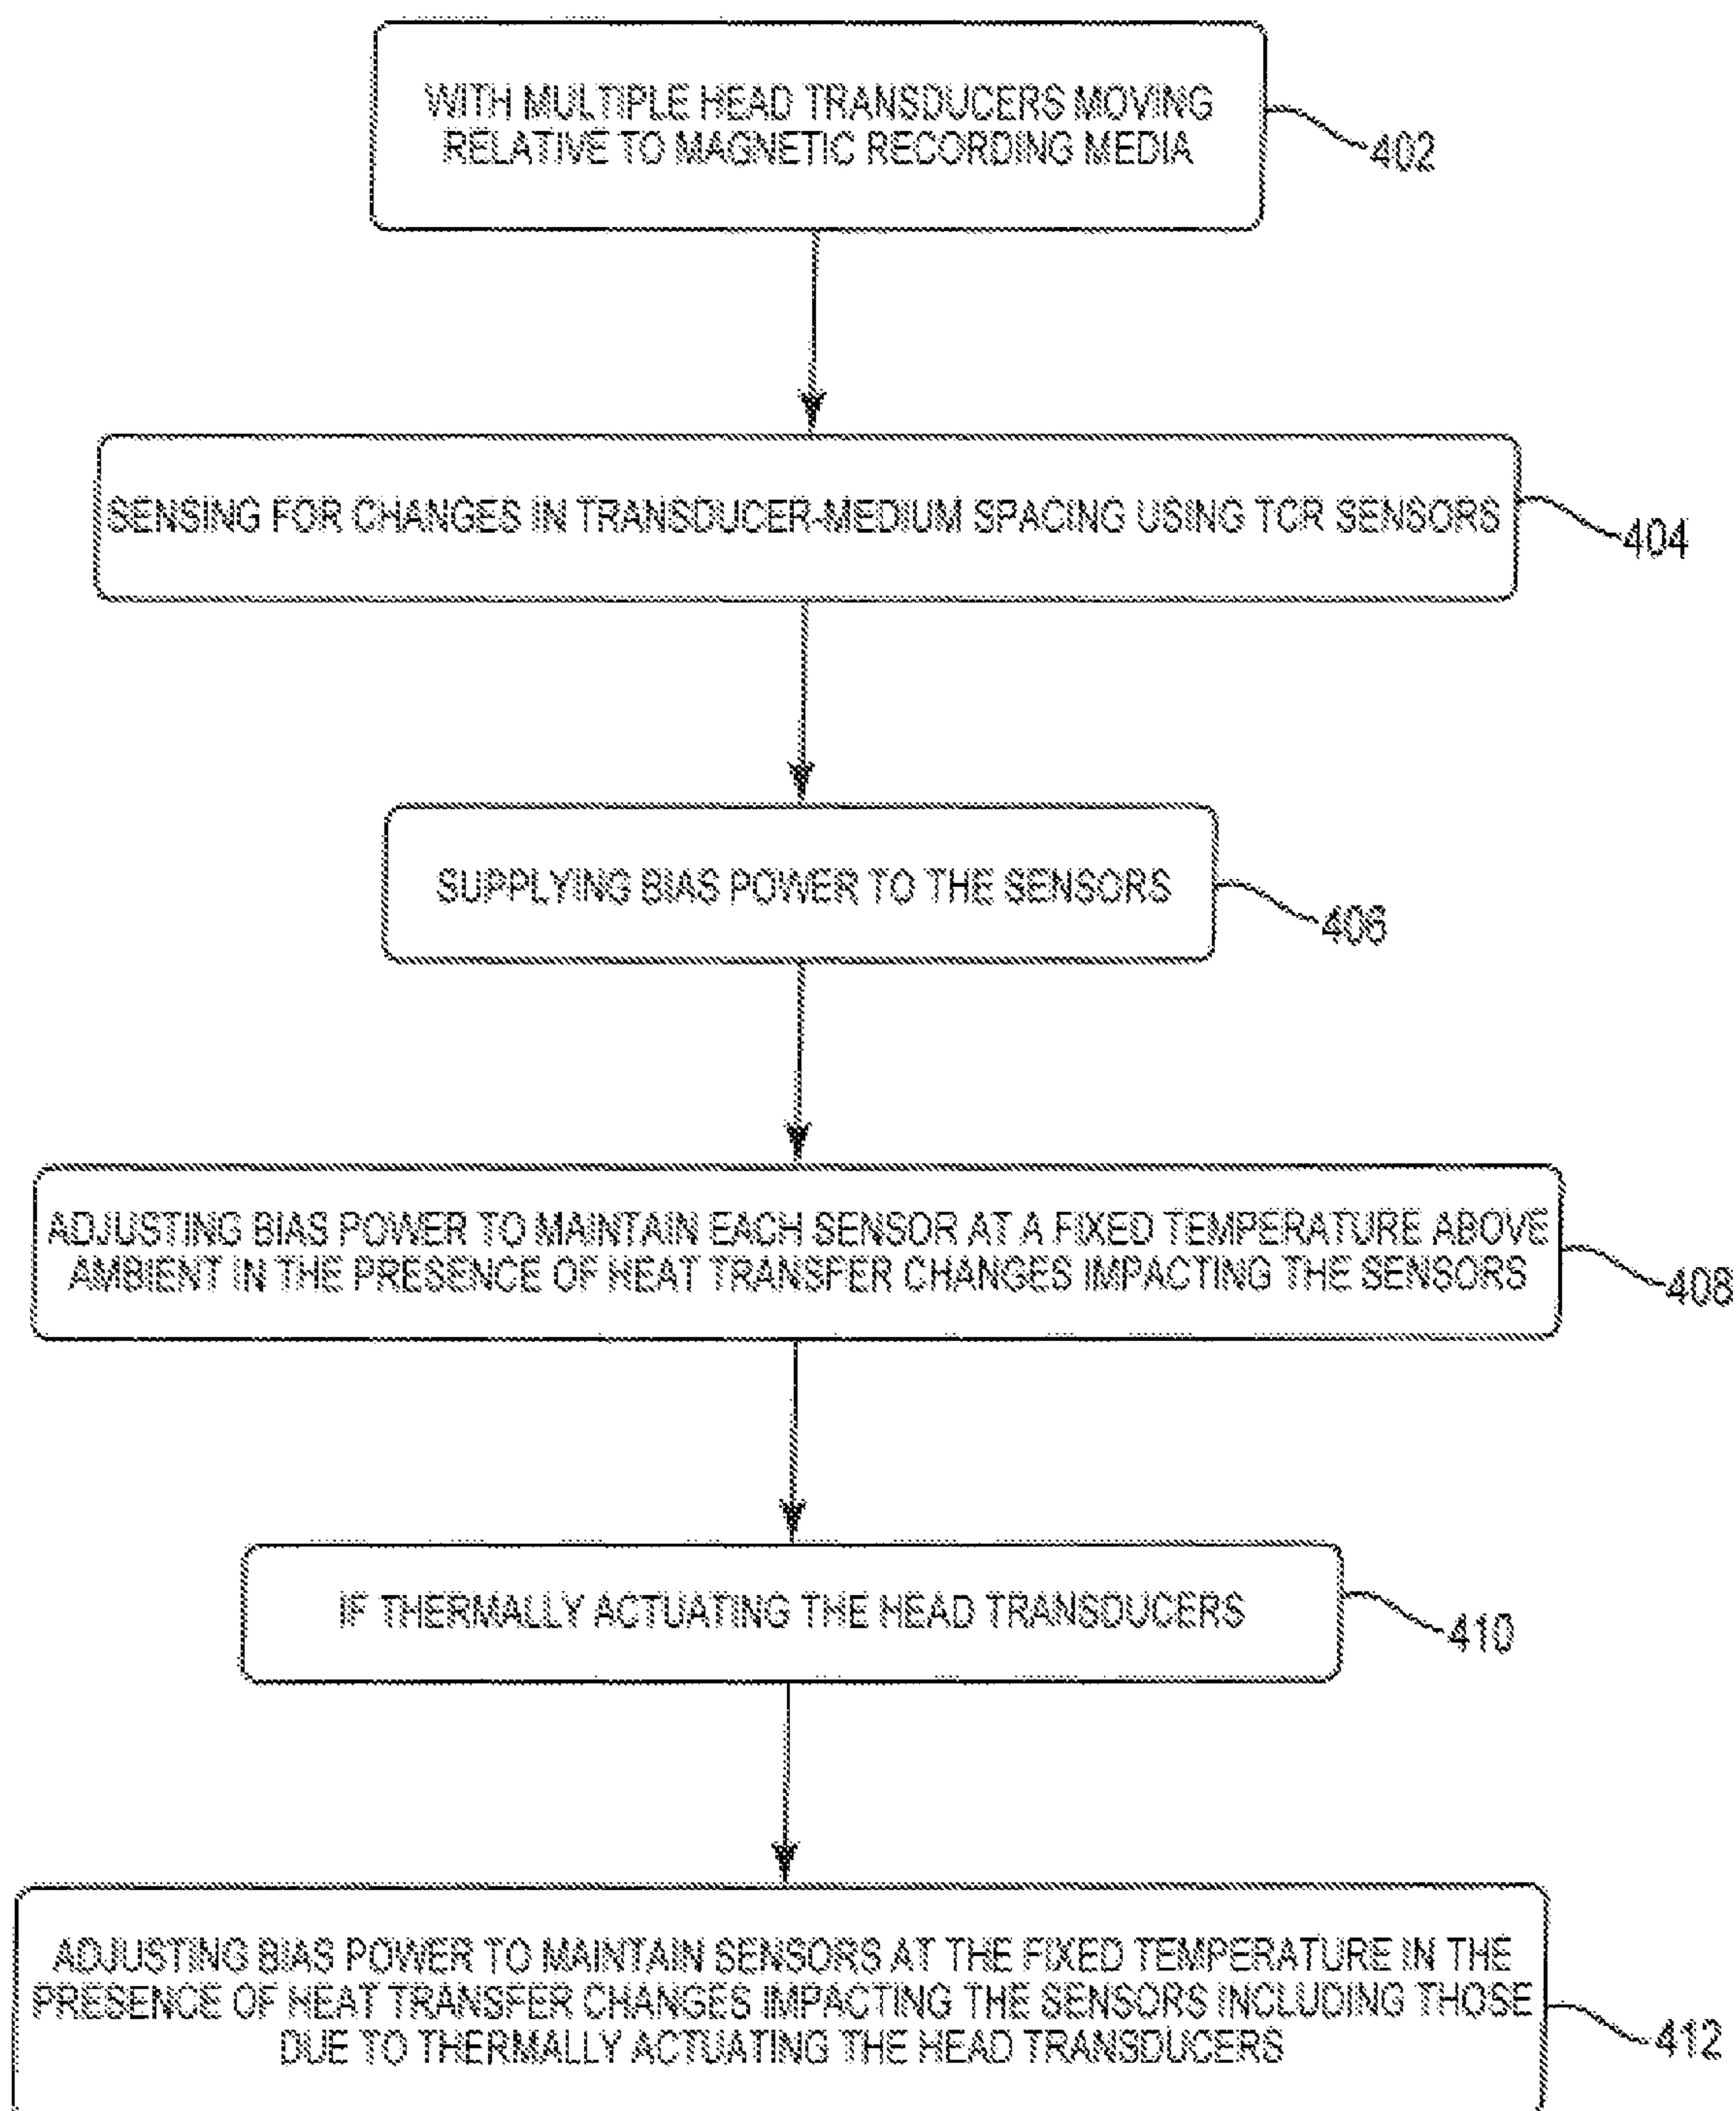 WITH MULTIPLE HEAD TRANSDUCERS MOVING
RELATIVE TO MAGNETIC RECORDING MEDIA
402
SENSING FOR CHANGES IN TRANSDUCER-MEDIUM SPACING USING TCR SENSORS
404
SUPPLYING BIAS POWER TO THE SENSORS
406
ADJUSTING BIAS POWER TO MAINTAIN EACH SENSOR AT A FIXED TEMPERATURE ABOVE
AMBIENT IN THE PRESENCE OF HEAT TRANSFER CHANGES IMPACTING THE SENSORS
408
IF THERMALLY ACTUATING THE HEAD TRANSDUCERS
410
ADJUSTING BIAS POWER TO MAINTAIN SENSORS AT THE FIXED TEMPERATURE IN THE
PRESENCE OF HEAT TRANSFER CHANGES IMPACTING THE SENSORS INCLUDING THOSE
DUE TO THERMALLY ACTUATING THE HEAD TRANSDUCERS
412